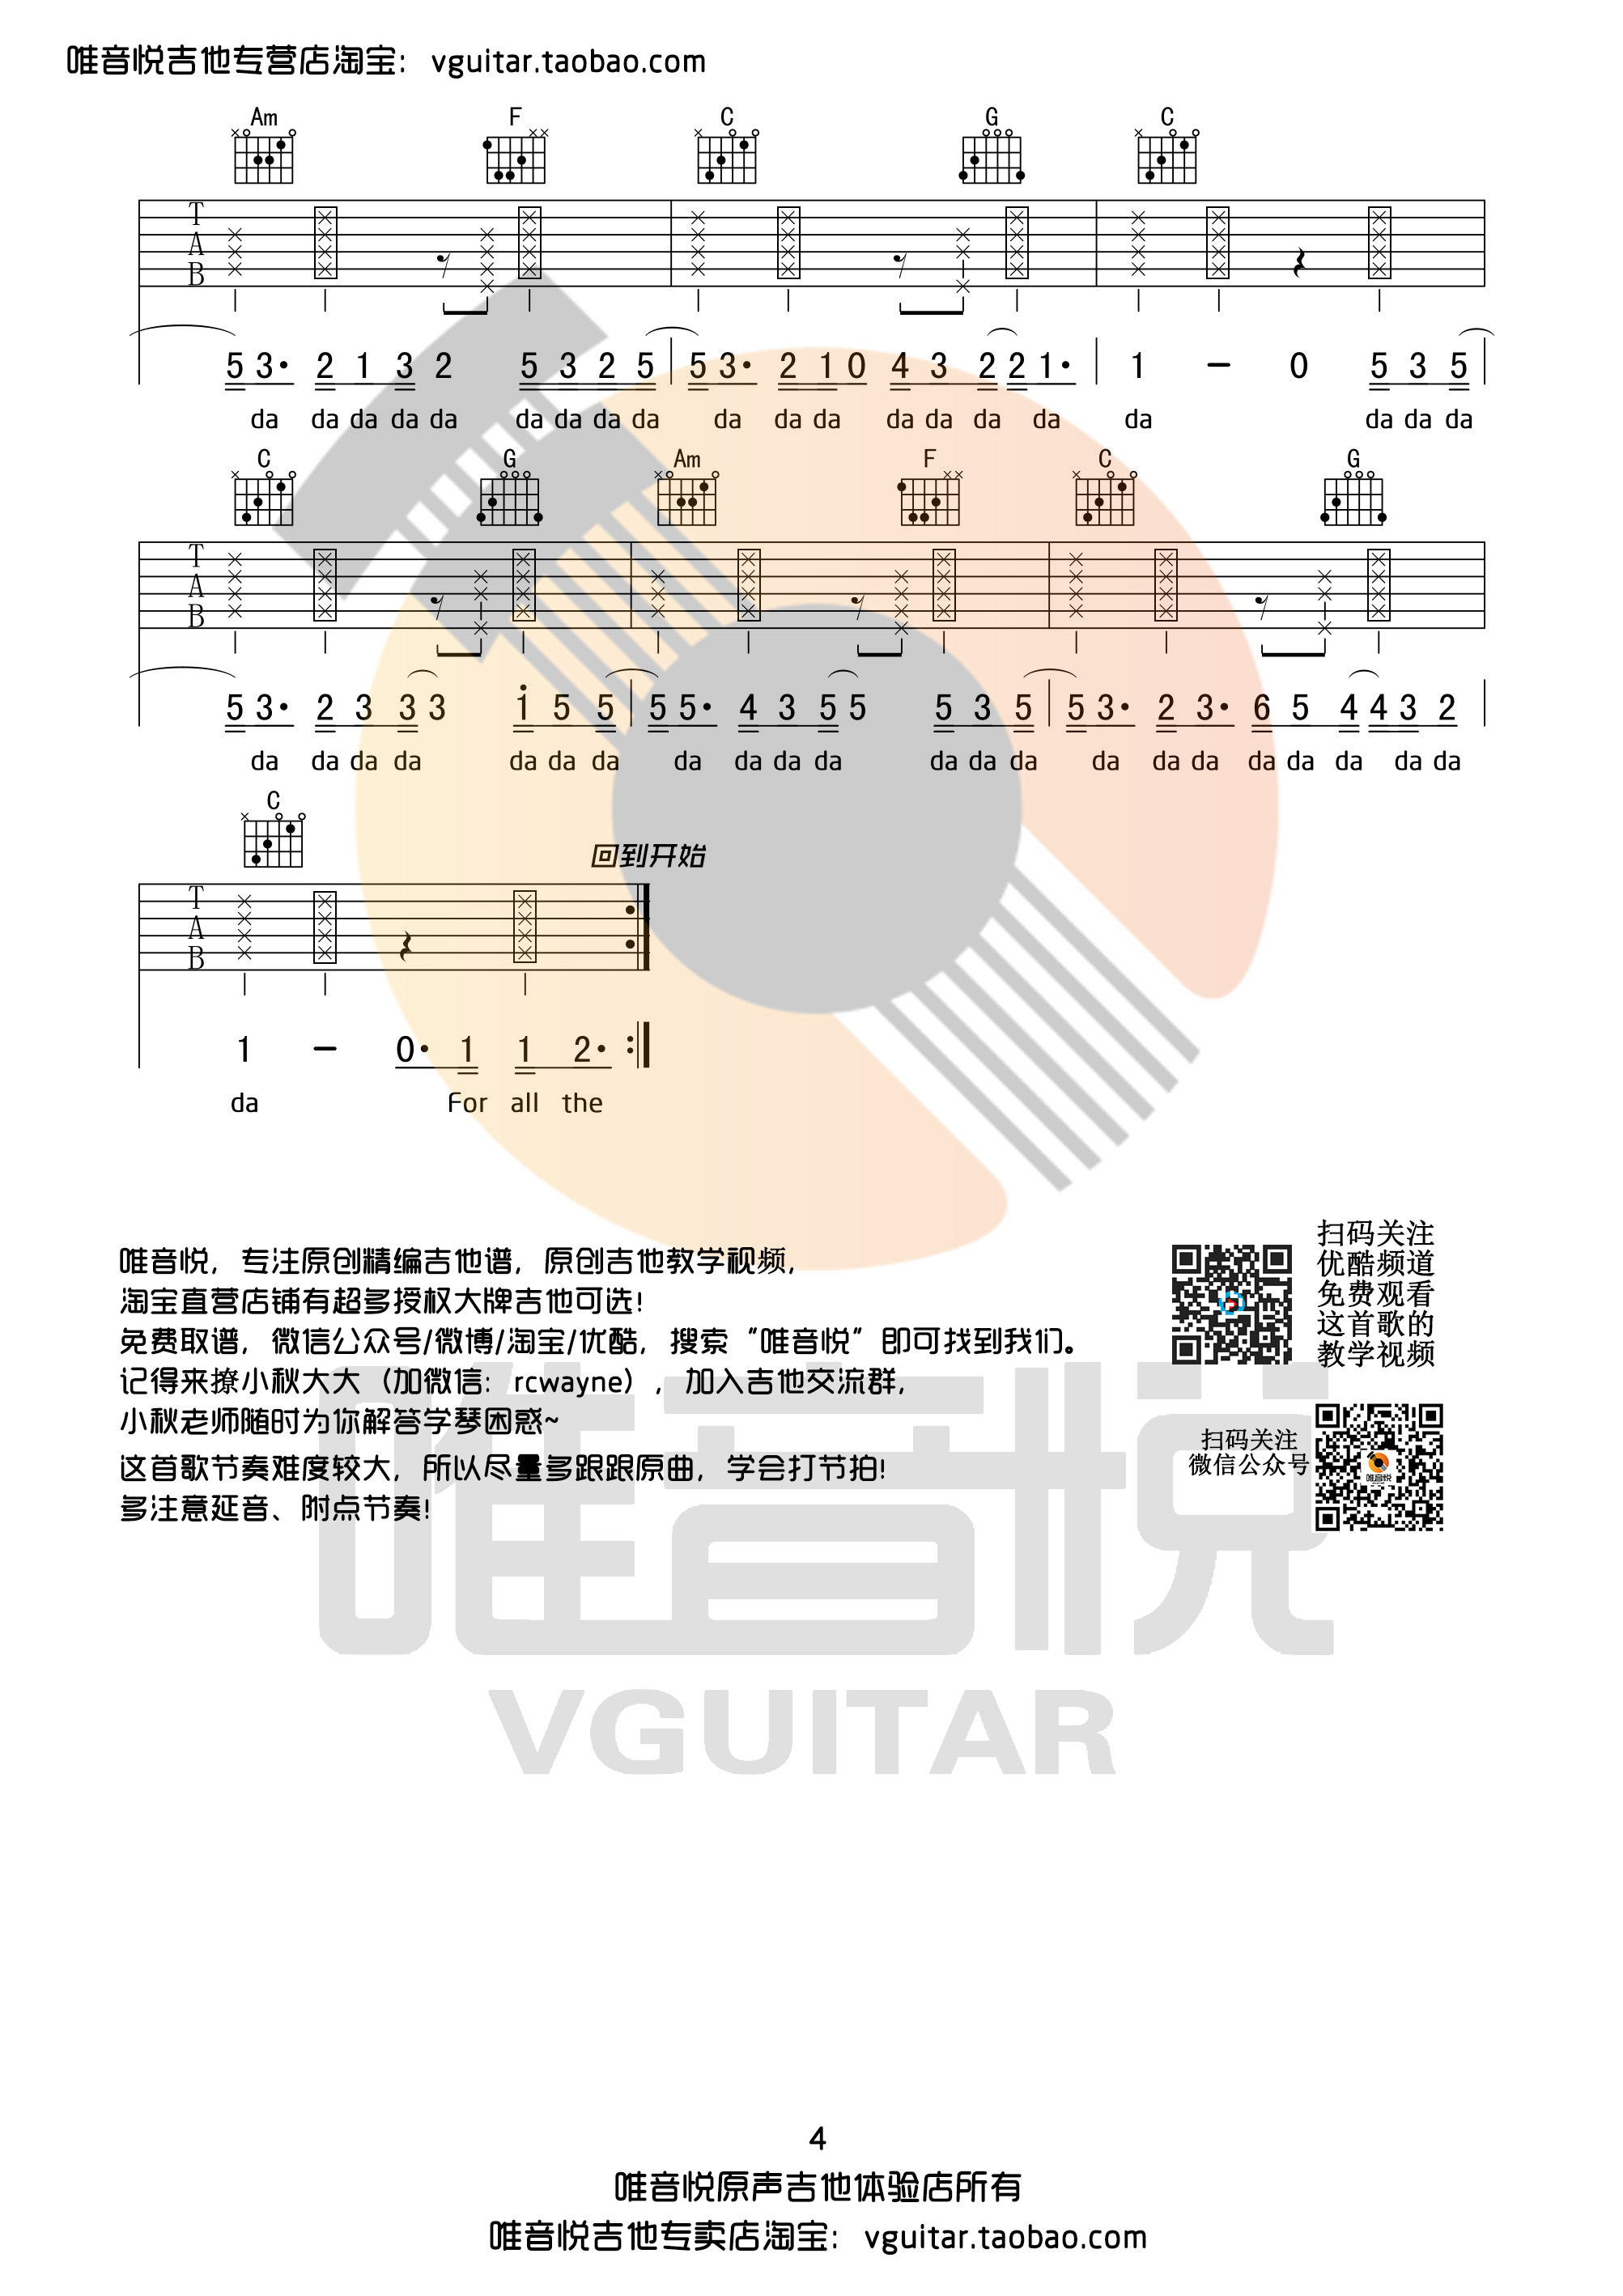 唯音悦吉他专营店淘宝：vguitar.taobao.com
Am F C G C
T
A
B
5 3· 2 1 3 2 5 3 2 5 5 3· 2 1 0 4 3 2 2 1· 1 － 0 5 3 5
da da da da da da da da da da da da da da da da da da da da
C G Am F C G
T
A
B
5 3· 2 3 3 3 1 5 5 5 5· 4 3 5 5 5 3 5 5 3· 2 3· 6 5 4 4 3 2
da da da da da da da da da da da da da da da da da da da da da da
C
回到开始
T
A
B
1 － 0· 1 1 2·
da For all the
唯音悦，专注原创精编吉他谱，原创吉他教学视频，
淘宝直营店铺有超多授权大牌吉他可选！
免费取谱，微信公众号/微博/淘宝/优酷，搜索“唯音悦”即可找到我们。
记得来撩小秋大大（加微信：rcwayne），加入吉他交流群，
小秋老师随时为你解答学琴困惑~
这首歌节奏难度较大，所以尽量多跟跟原曲，学会打节拍！
多注意延音、附点节奏！
扫码关注
优酷频道
免费观看
这首歌的
教学视频
扫码关注
微信公众号
唯音悦
唯音悦
VGUITAR
4
唯音悦原声吉他体验店所有
唯音悦吉他专卖店淘宝：vguitar.taobao.com